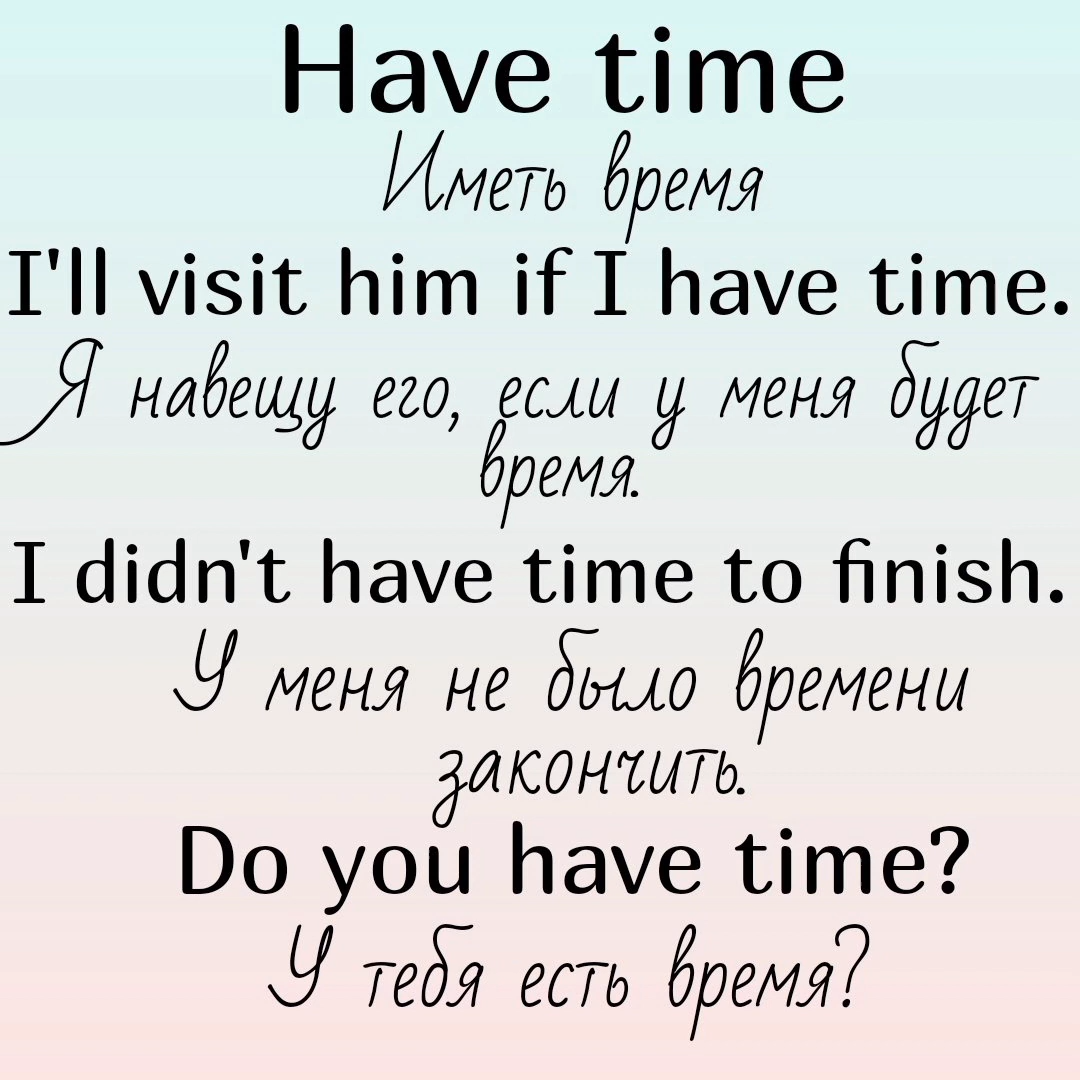 Have time
Иметь время
I'll visit him if I have time.
Я навещу его, если у меня будет
время.
I didn't have time to finish.
У меня не было времени
закончить.
Do you have time?
У тебя есть время?